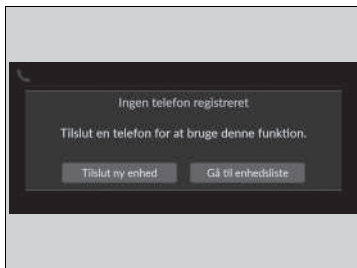 Ingen telefon registreret
Tilslut en telefon for at bruge denne funktion.
Tilslut ny enhed
Gå til enhedsliste